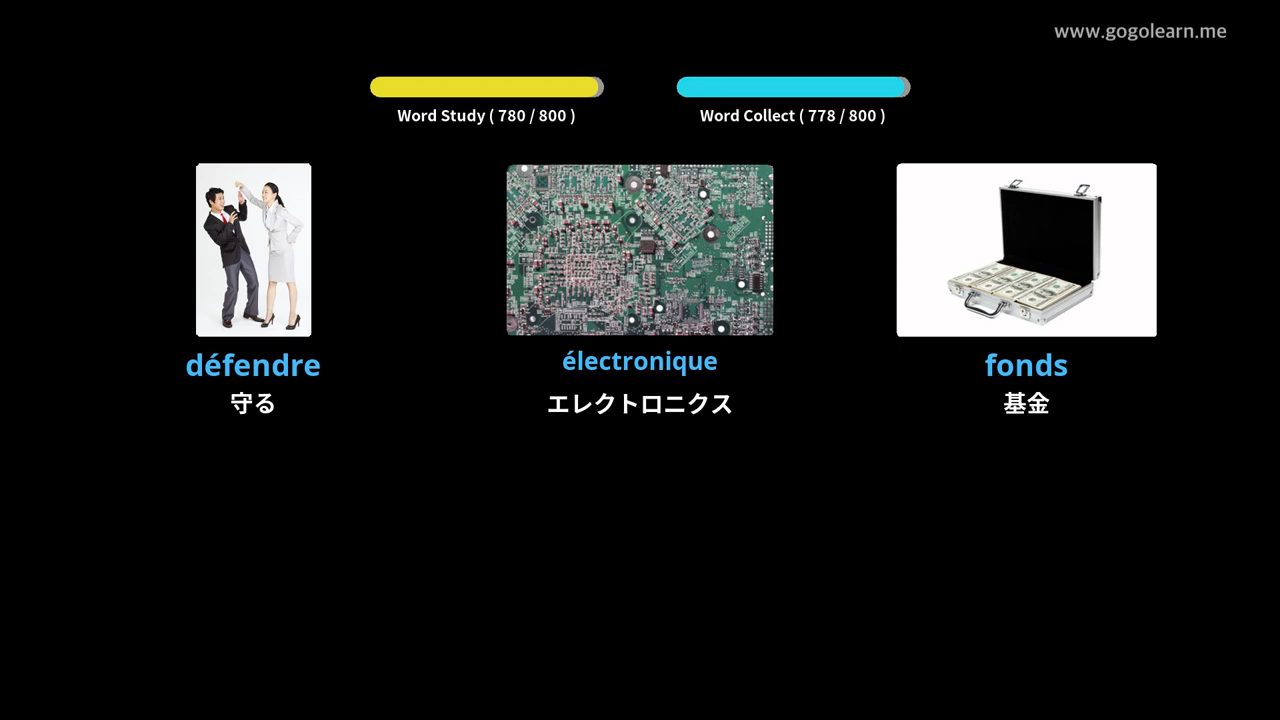 www.gogolearn.me
Word Study ( 780 / 800 )
Word Collect ( 778 / 800 )
défendre
守る
électronique
エレクトロニクス
fonds
基金